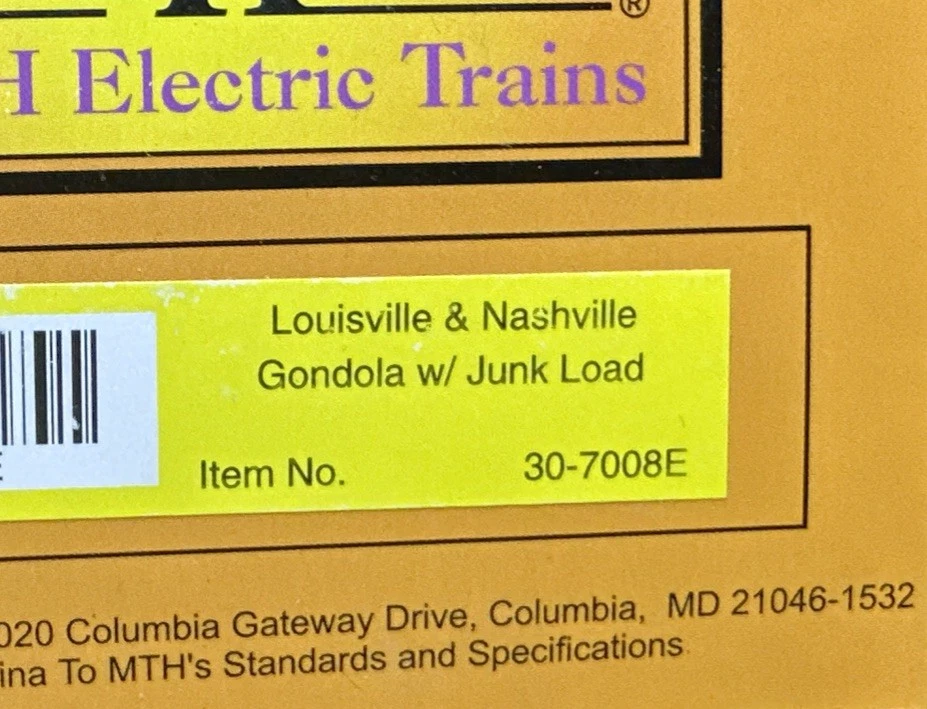 ®
H Electric Trains
Louisville & Nashville
Gondola w/ Junk Load
Item No. 30-7008E
020 Columbia Gateway Drive, Columbia, MD 21046-1532
ina To MTH's Standards and Specifications